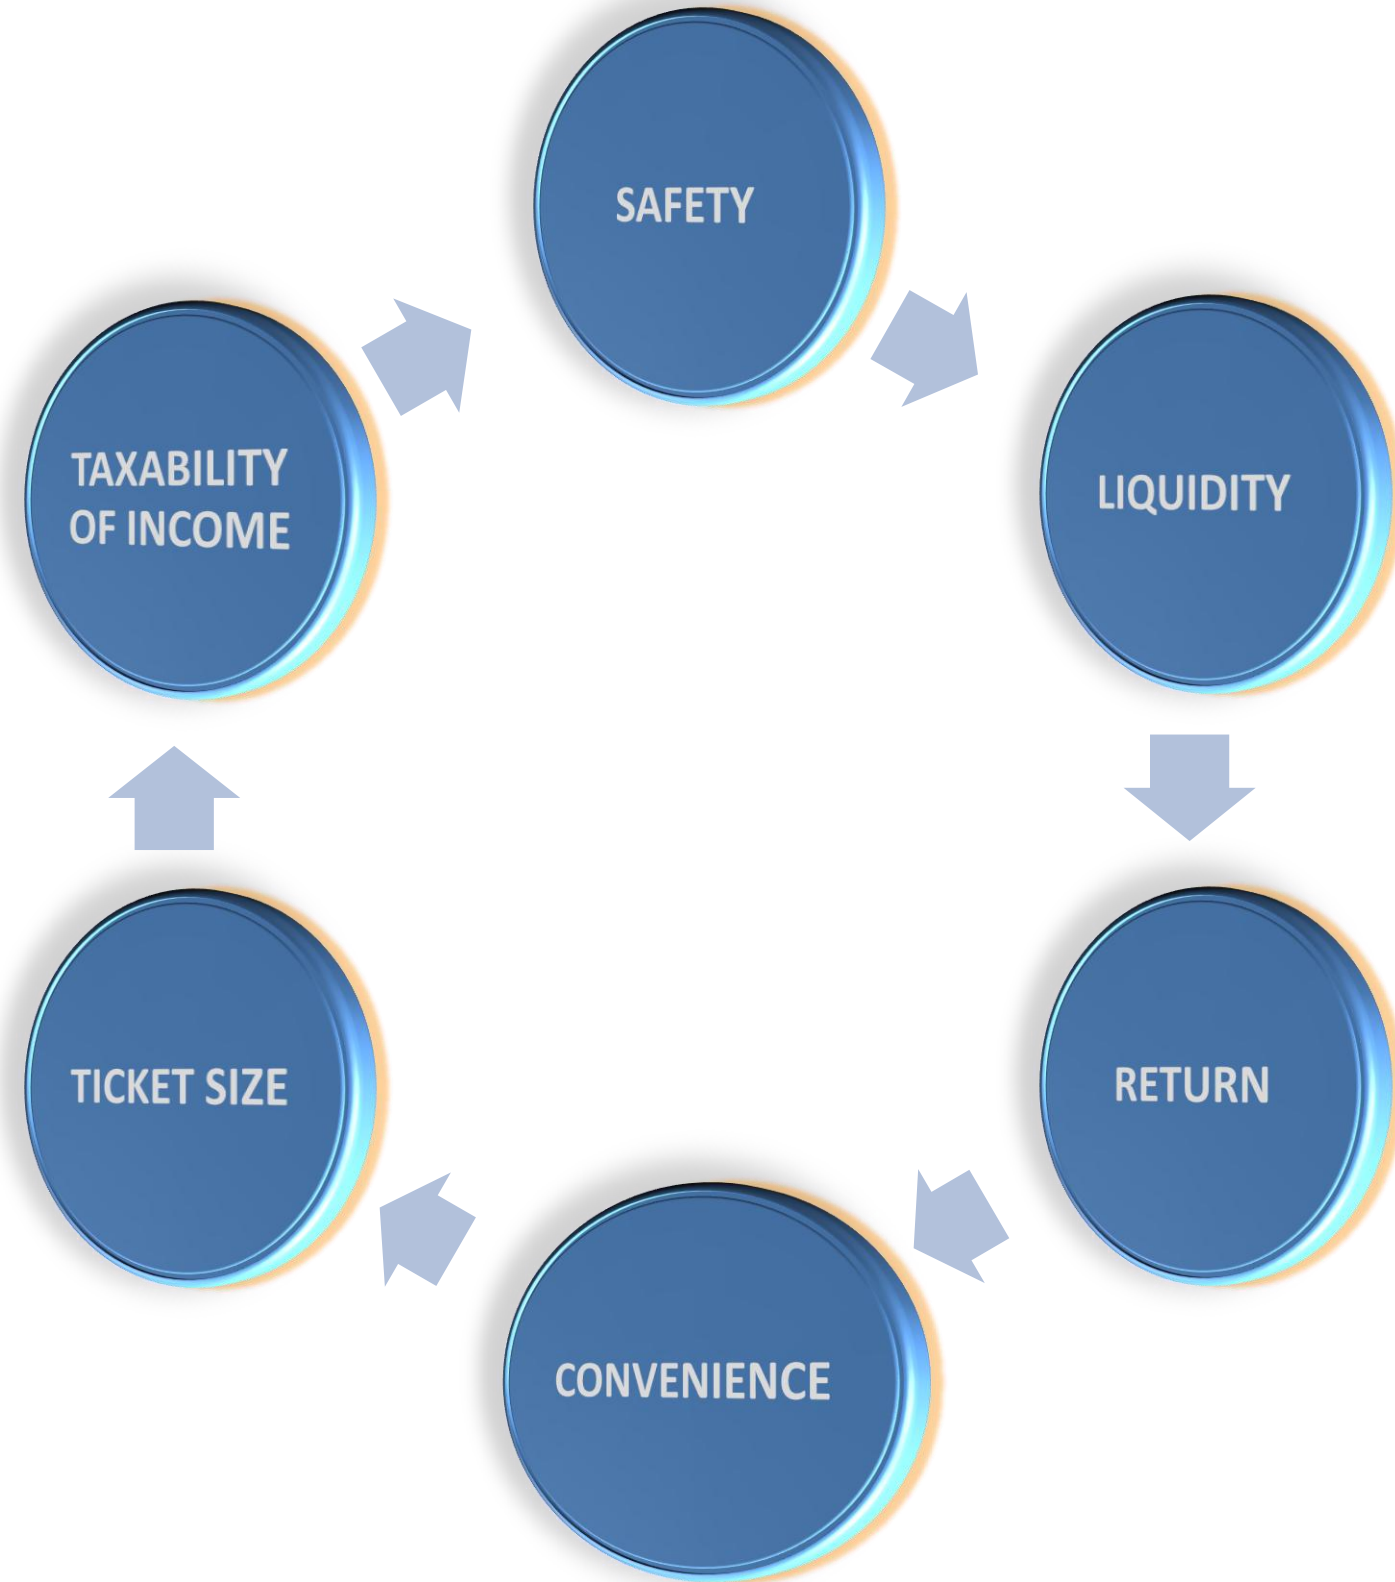 SAFETY
LIQUIDITY
RETURN
CONVENIENCE
TICKET SIZE
TAXABILITY
OF INCOME